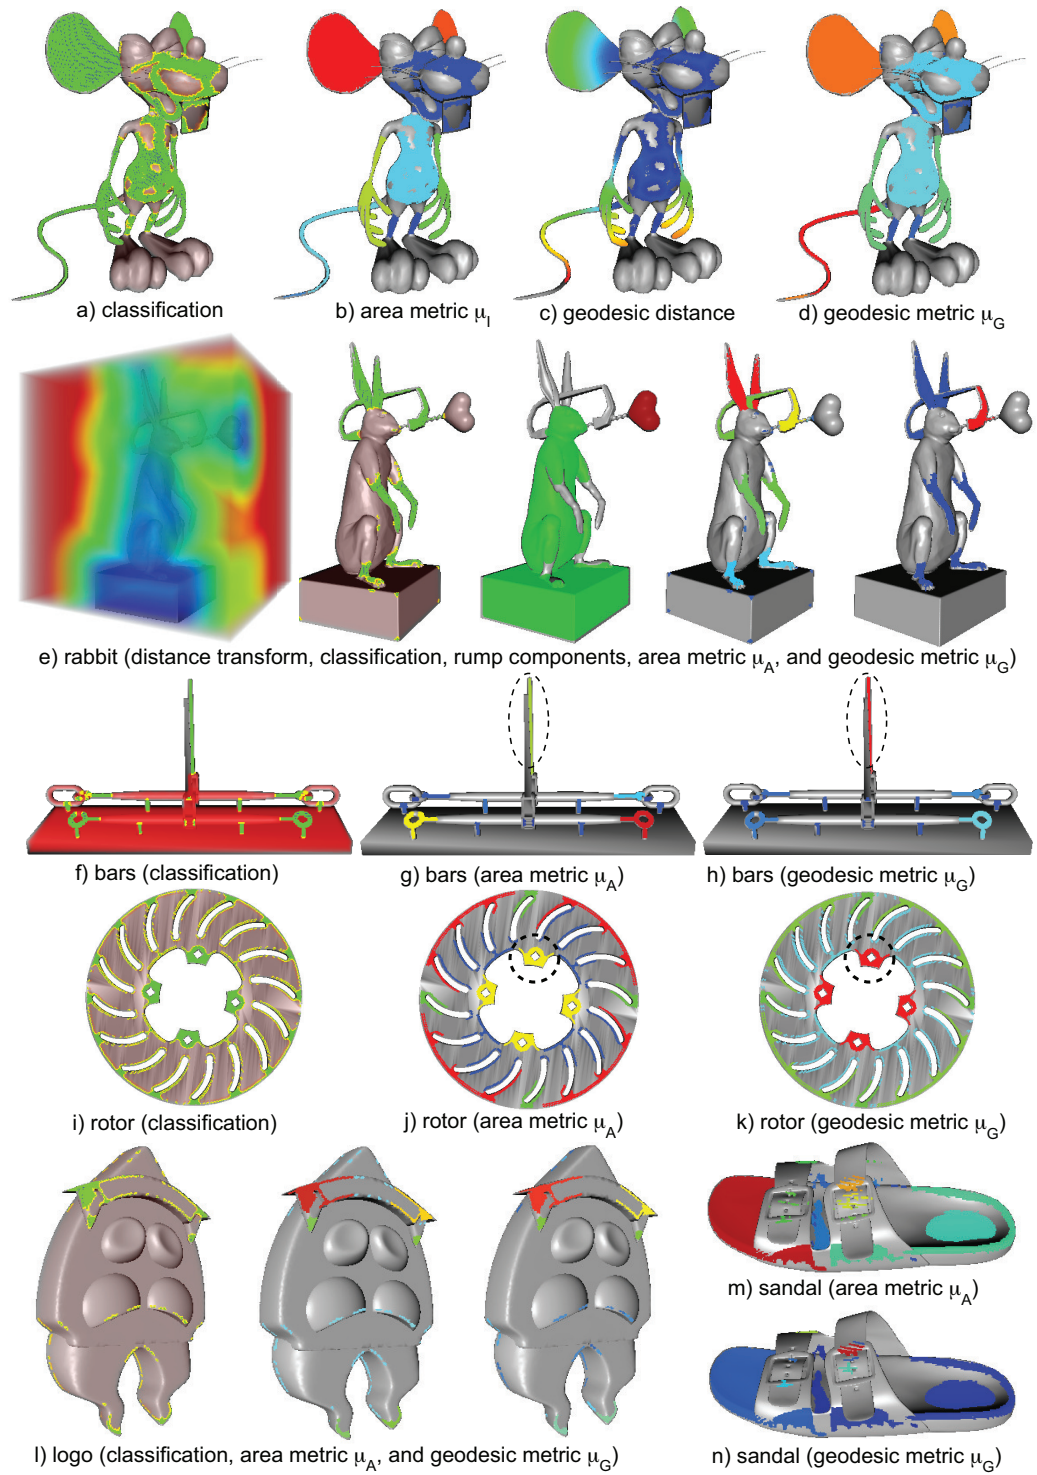 a) classification
b) area metric μI
c) geodesic distance
d) geodesic metric μG
e) rabbit (distance transform, classification, rump components, area metric μA, and geodesic metric μG)
f) bars (classification)
g) bars (area metric μA)
h) bars (geodesic metric μG)
i) rotor (classification)
j) rotor (area metric μA)
k) rotor (geodesic metric μG)
m) sandal (area metric μA)
l) logo (classification, area metric μA, and geodesic metric μG)
n) sandal (geodesic metric μG)